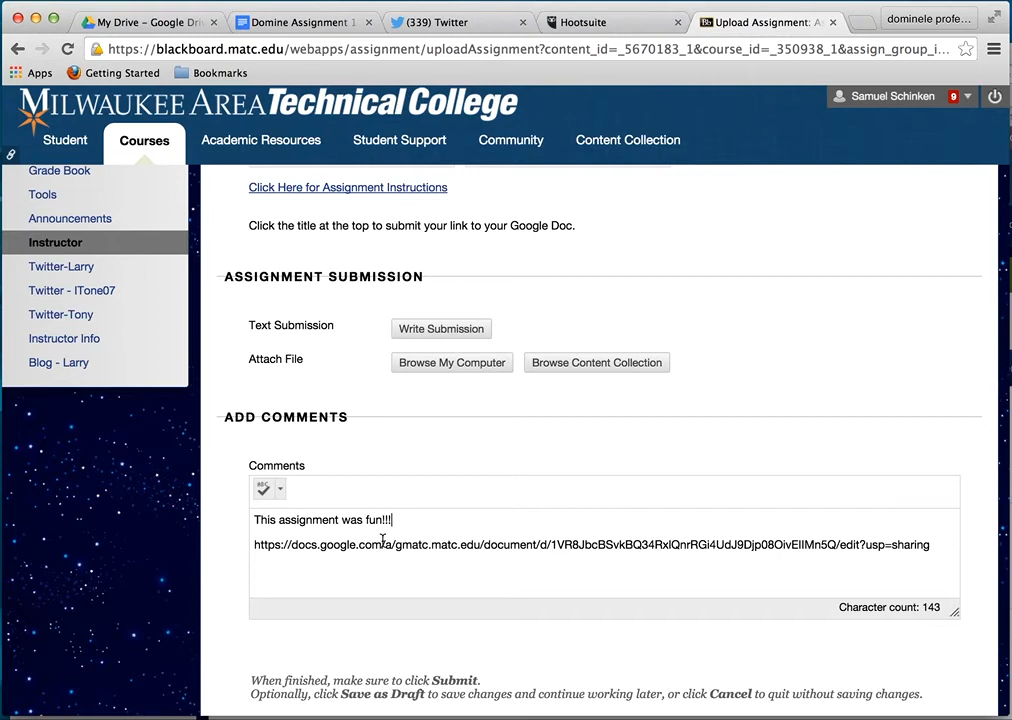 My Drive – Google Dri
Domine Assignment 1
(339) Twitter
Hootsuite
Upload Assignment: A
dominele profe...
https://blackboard.matc.edu/webapps/assignment/uploadAssignment?content_id=_5670183_1&course_id=_350938_1&assign_group_i...
Apps
Getting Started
Bookmarks
MILWAUKEE AREA Technical College
Samuel Schinken 9
Student
Courses
Academic Resources
Student Support
Community
Content Collection
Grade Book
Tools
Announcements
Instructor
Twitter-Larry
Twitter - ITone07
Twitter-Tony
Instructor Info
Blog - Larry
Click Here for Assignment Instructions
Click the title at the top to submit your link to your Google Doc.
ASSIGNMENT SUBMISSION
Text Submission
Write Submission
Attach File
Browse My Computer
Browse Content Collection
ADD COMMENTS
Comments
ABC
This assignment was fun!!!
https://docs.google.com/a/gmatc.matc.edu/document/d/1VR8JbcBSvkBQ34RxlQnrRGi4UdJ9Djp08OivEIIMn5Q/edit?usp=sharing
Character count: 143
When finished, make sure to click Submit.
Optionally, click Save as Draft to save changes and continue working later, or click Cancel to quit without saving changes.